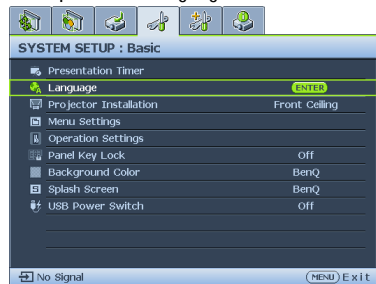 SYSTEM SETUP : Basic
Presentation Timer
Language ENTER
Projector Installation Front Ceiling
Menu Settings
Operation Settings
Panel Key Lock Off
Background Color BenQ
Splash Screen BenQ
USB Power Switch Off
No Signal MENU Exit